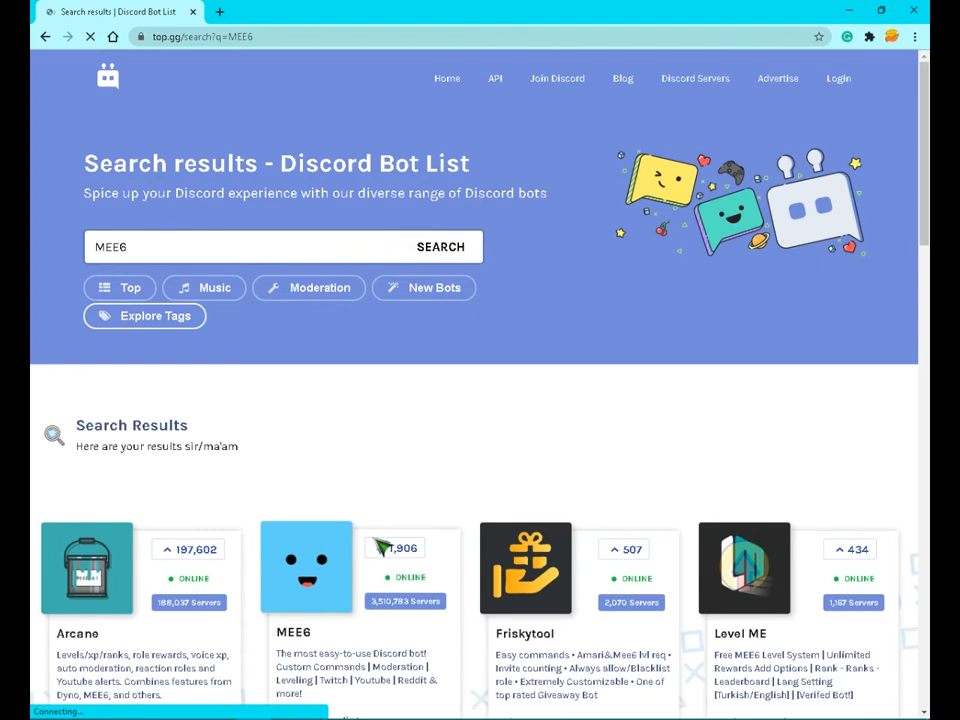 Search results | Discord Bot List
top.gg/search?q=MEE6
Home API Join Discord Blog Discord Servers Advertise Login
Search results - Discord Bot List
Spice up your Discord experience with our diverse range of Discord bots
MEE6 SEARCH
Top Music Moderation New Bots
Explore Tags
Search Results
Here are your results sir/ma'am
197,602
ONLINE
188,037 Servers
Arcane
Levels/xp/ranks, role rewards, voice xp,
auto moderation, reaction roles and
Youtube alerts. Combines features from
Dyno, MEE6, and others.
ONLINE
3,510,783 Servers
MEE6
The most easy-to-use Discord bot!
Custom Commands | Moderation |
Leveling | Twitch | Youtube | Reddit &
more!
507
ONLINE
2,070 Servers
Friskytool
Easy commands • Amari&Mee6 lvl req •
Invite counting • Always allow/Blacklist
role • Extremely Customizable • One of
top rated Giveaway Bot
434
ONLINE
1,167 Servers
Level ME
Free MEE6 Level System | Unlimited
Rewards Add Options | Rank - Ranks -
Leaderboard | Lang Setting
[Turkish/English] | [Verifed Bot!]
Connecting...